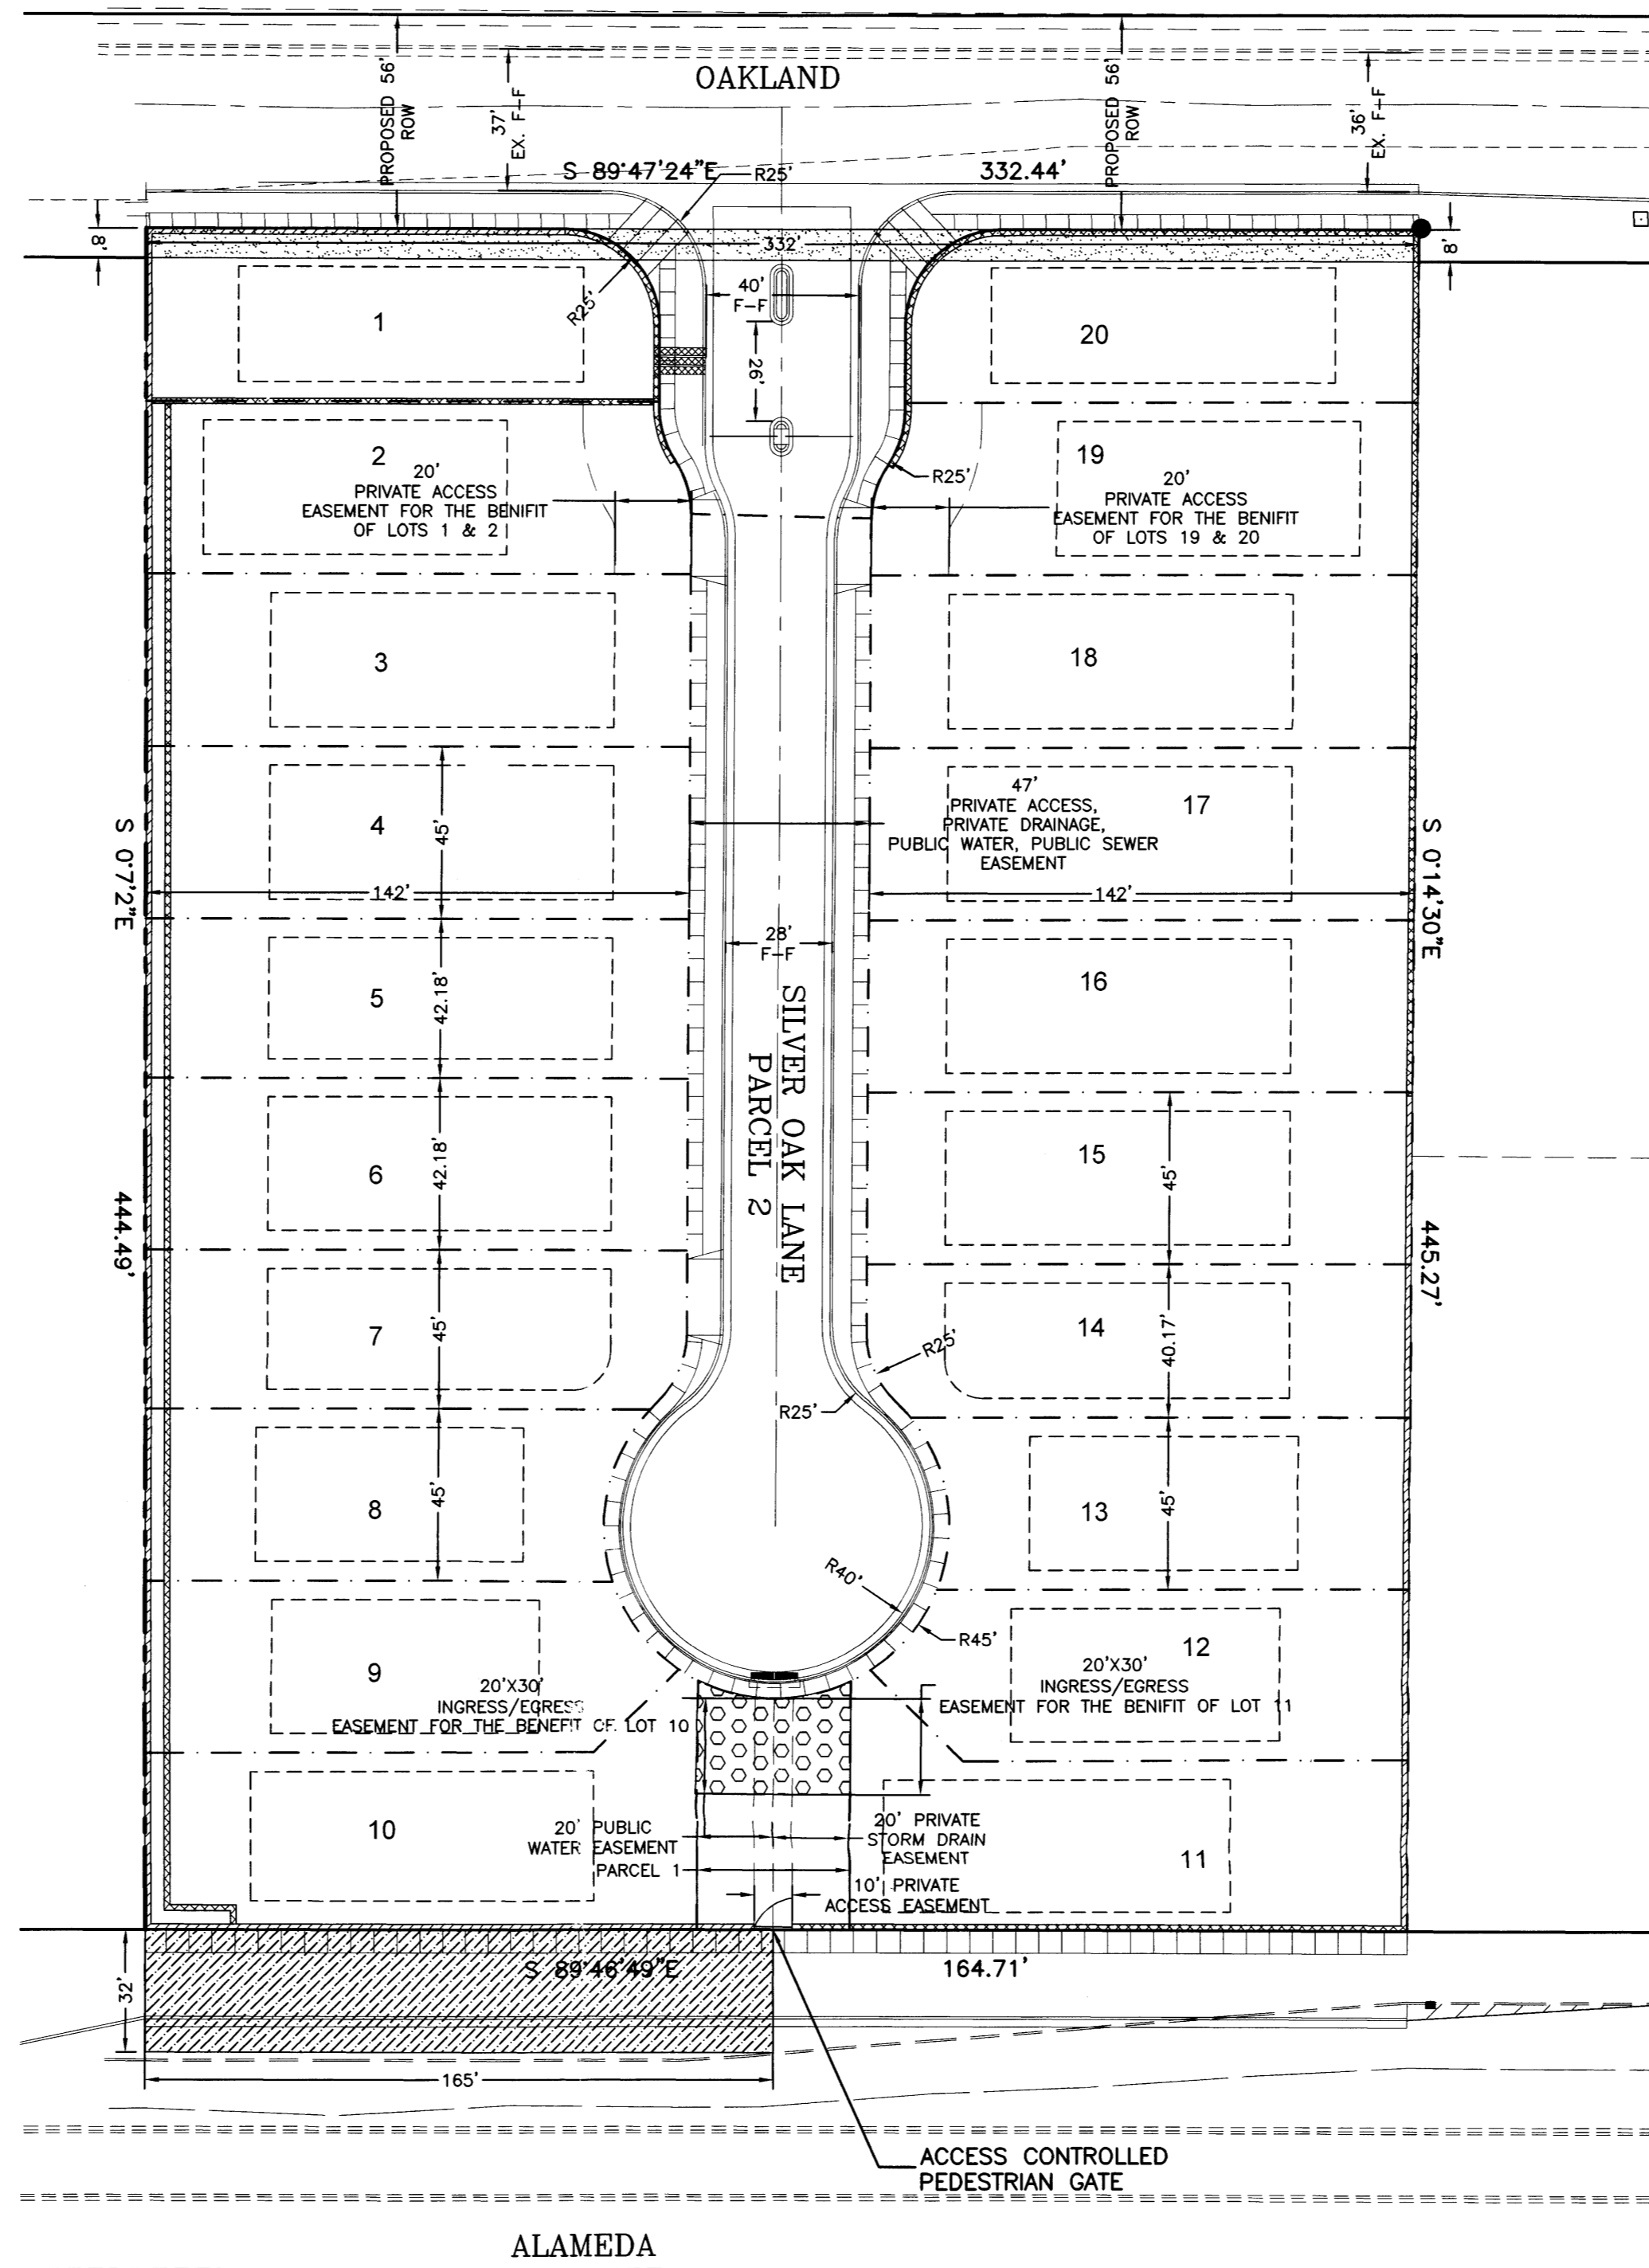 OAKLAND
PROPOSED 56'
ROW
37'
EX. F-F
PROPOSED 56'
ROW
36'
EX. F-F
S 89°47'24"E
R25'
332.44'
8'
332'
8'
R25'
40'
F-F
26'
1
20
2
20'
PRIVATE ACCESS
EASEMENT FOR THE BENIFIT
OF LOTS 1 & 2
R25'
19
20'
PRIVATE ACCESS
EASEMENT FOR THE BENIFIT
OF LOTS 19 & 20
3
18
4
45'
47'
PRIVATE ACCESS,
PRIVATE DRAINAGE,
PUBLIC WATER, PUBLIC SEWER
EASEMENT
17
S 0°7'2"E
444.49'
S 0°14'30"E
445.27'
142'
142'
28'
F-F
SILVER OAK LANE
PARCEL 2
5
42.18'
16
6
42.18'
15
45'
7
45'
14
40.17'
R25'
R25'
8
45'
13
45'
R40'
R45'
9
20'X30'
INGRESS/EGRESS
EASEMENT FOR THE BENEFIT OF LOT 10
12
20'X30'
INGRESS/EGRESS
EASEMENT FOR THE BENIFIT OF LOT 11
10
20' PUBLIC
WATER EASEMENT
PARCEL 1
20' PRIVATE
STORM DRAIN
EASEMENT
11
10' PRIVATE
ACCESS EASEMENT
32'
S 89°46'49"E
164.71'
165'
ACCESS CONTROLLED
PEDESTRIAN GATE
ALAMEDA